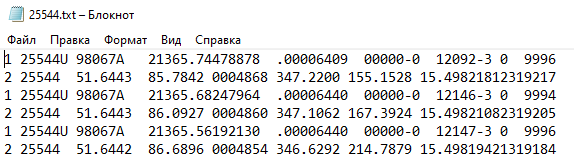 25544.txt – Блокнот
Файл Правка Формат Вид Справка
1 25544U 98067A   21365.74478878  .00006409  00000-0  12092-3 0  9996
2 25544  51.6443  85.7842 0004868 347.2200 155.1528 15.49821812319217
1 25544U 98067A   21365.68247964  .00006440  00000-0  12146-3 0  9994
2 25544  51.6443  86.0927 0004860 347.1062 167.3924 15.49821082319205
1 25544U 98067A   21365.56192130  .00006440  00000-0  12147-3 0  9996
2 25544  51.6442  86.6896 0004854 346.6292 214.7879 15.49819421319184